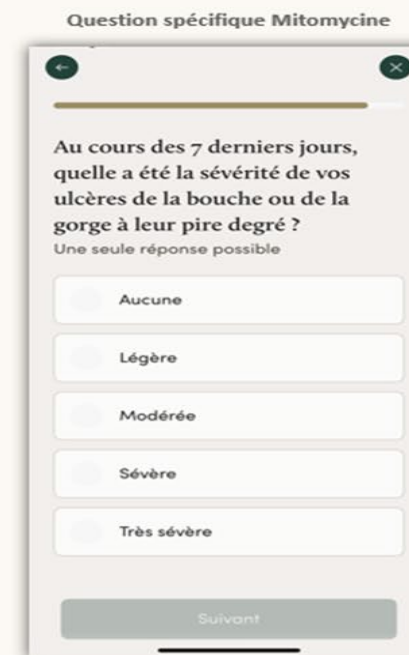 Question spécifique Mitomycine
Au cours des 7 derniers jours,
quelle a été la sévérité de vos
ulcères de la bouche ou de la
gorge à leur pire degré ?
Une seule réponse possible
Aucune
Légère
Modérée
Sévère
Très sévère
Suivant